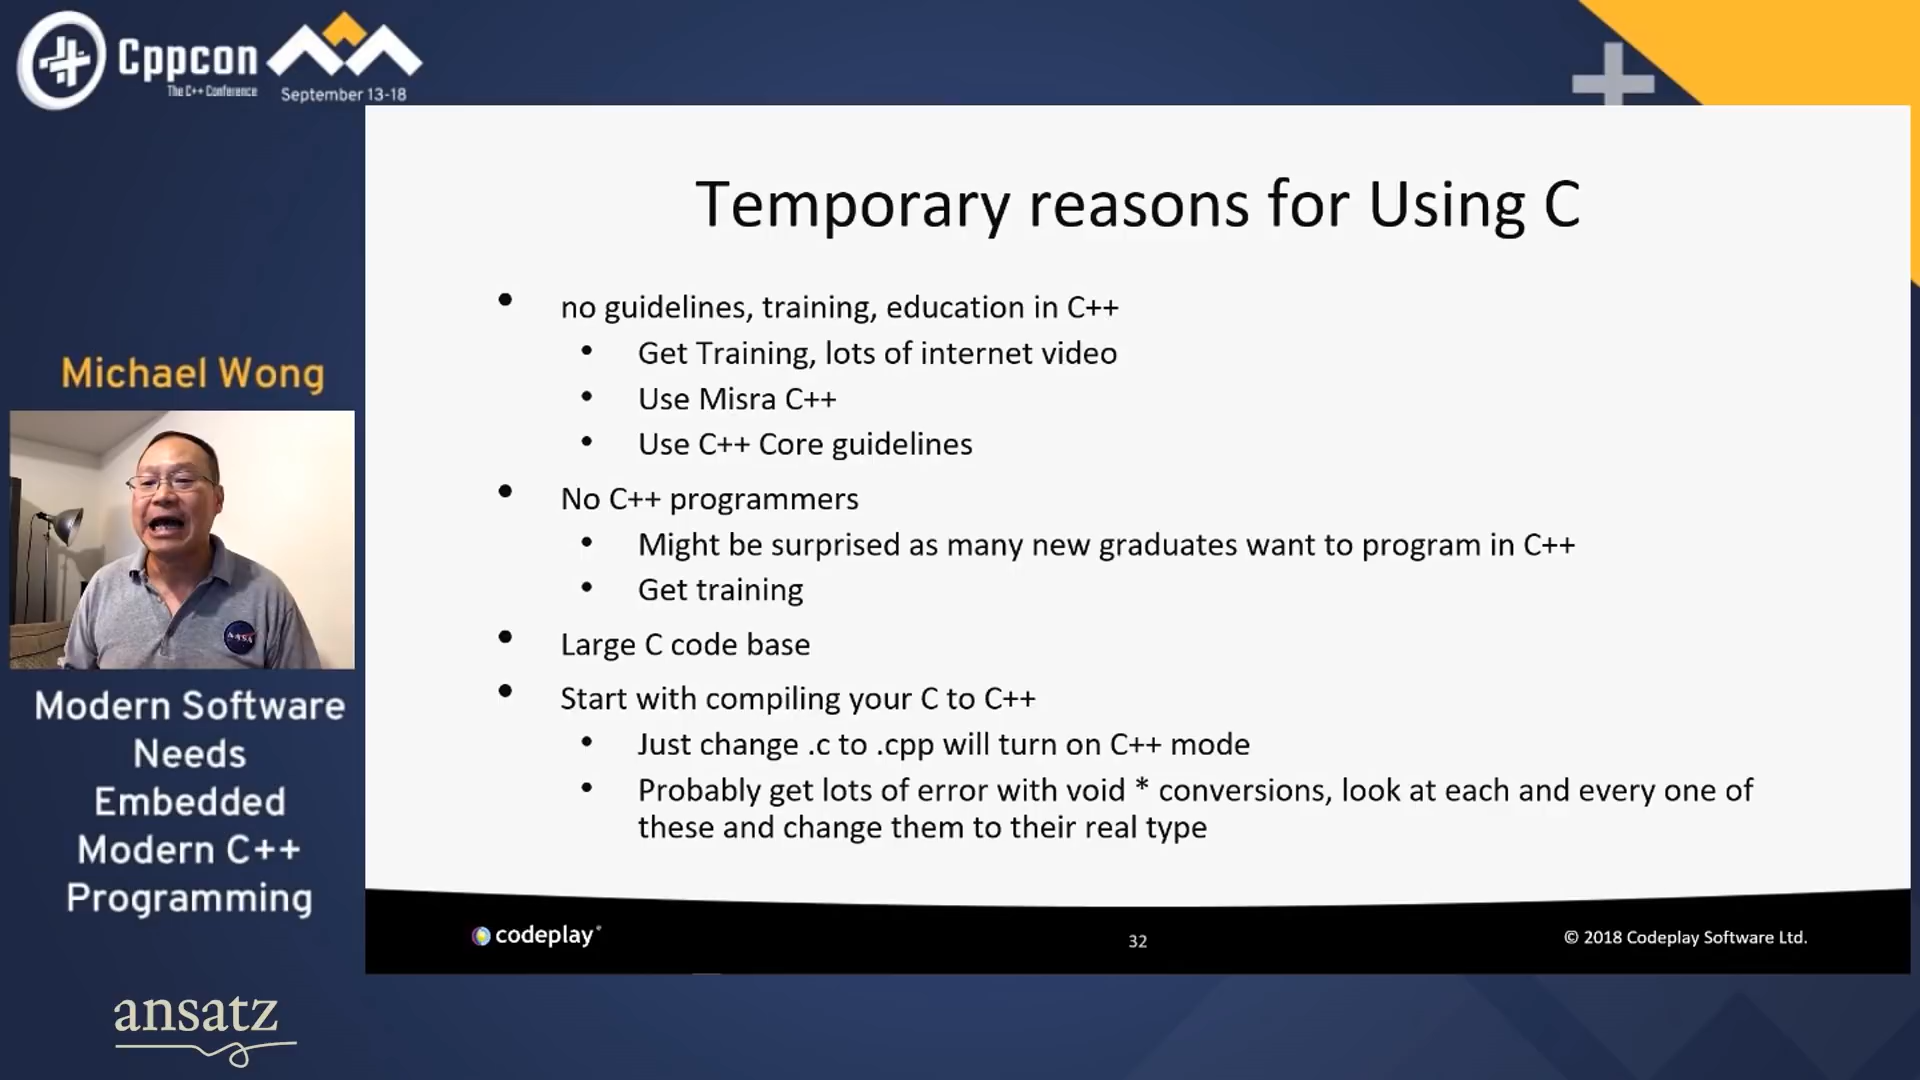 Cppcon
The C++ Conference
September 13-18
Michael Wong
NASA
Modern Software
Needs
Embedded
Modern C++
Programming
ansatz
Temporary reasons for Using C
• no guidelines, training, education in C++
• Get Training, lots of internet video
• Use Misra C++
• Use C++ Core guidelines
• No C++ programmers
• Might be surprised as many new graduates want to program in C++
• Get training
• Large C code base
• Start with compiling your C to C++
• Just change .c to .cpp will turn on C++ mode
• Probably get lots of error with void * conversions, look at each and every one of
these and change them to their real type
codeplay®
32
© 2018 Codeplay Software Ltd.